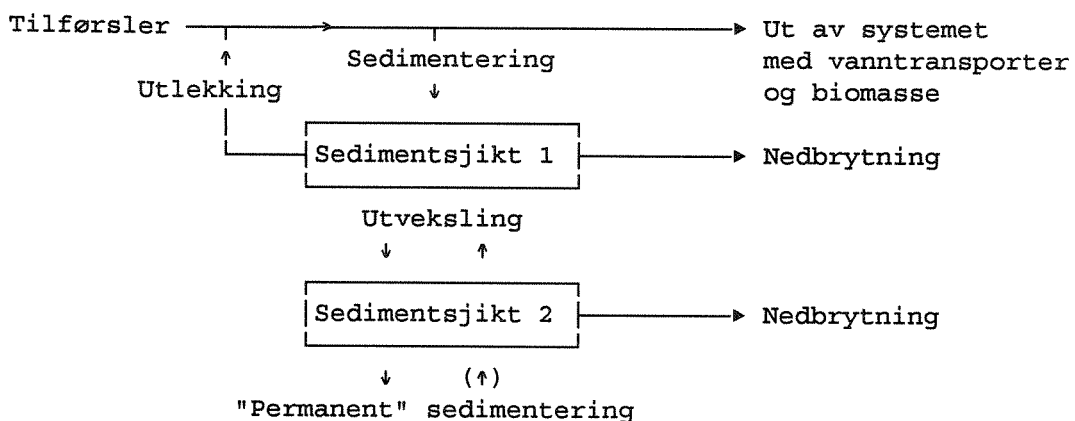 Tilførsler
Ut av systemet
Sedimentering
med vanntransporter
Utlekking
og biomasse
Sedimentsjikt 1
Nedbrytning
Utveksling
Sedimentsjikt 2
Nedbrytning
(↑)
"Permanent" sedimentering